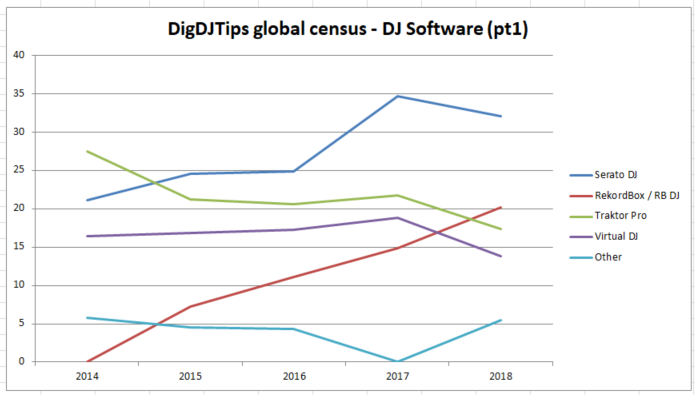 DigDJTips global census - DJ Software (pt1)
40
35
30
25
20
15
10
5
0
2014 2015 2016 2017 2018
Serato DJ
RekordBox / RB DJ
Traktor Pro
Virtual DJ
Other